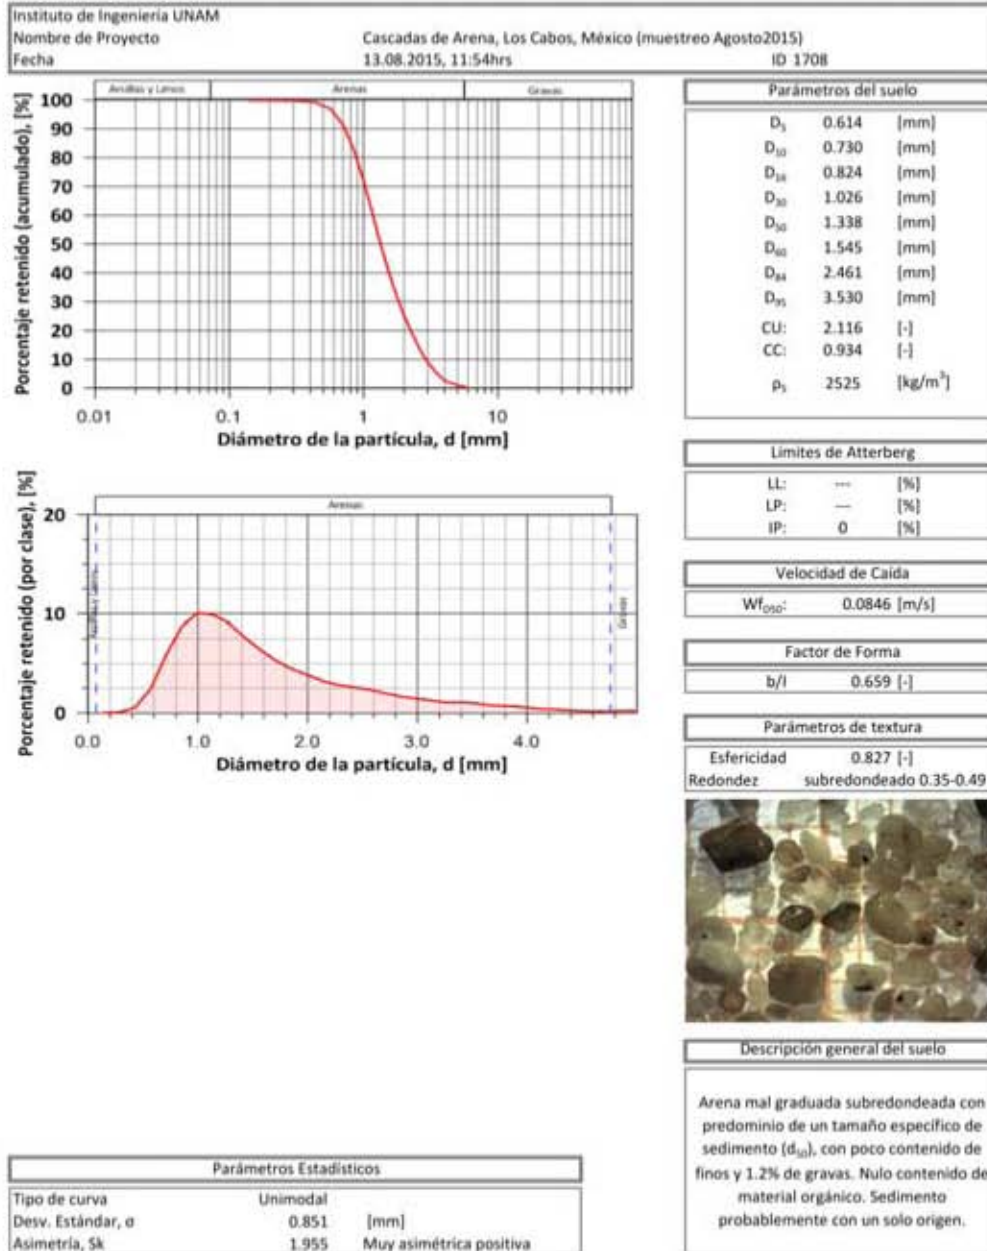 Instituto de Ingeniería UNAM
Nombre de Proyecto Cascadas de Arena, Los Cabos, México (muestreo Agosto2015)
Fecha 13.08.2015, 11:54hrs ID 1708
Arcillas y Limos Arenas Gravas
Porcentaje retenido (acumulado), [%]
100
90
80
70
60
50
40
30
20
10
0
0.01 0.1 1 10
Diámetro de la partícula, d [mm]
Arenas
Porcentaje retenido (por clase), [%]
20
10
0
Arcillas y Limos
Gravas
0.0 1.0 2.0 3.0 4.0
Diámetro de la partícula, d [mm]
Parámetros Estadísticos
Tipo de curva Unimodal
Desv. Estándar, σ 0.851 [mm]
Asimetría, Sk 1.955 Muy asimétrica positiva
Parámetros del suelo
D₅ 0.614 [mm]
D₁₀ 0.730 [mm]
D₁₆ 0.824 [mm]
D₃₀ 1.026 [mm]
D₅₀ 1.338 [mm]
D₆₀ 1.545 [mm]
D₈₄ 2.461 [mm]
D₉₅ 3.530 [mm]
CU: 2.116 [-]
CC: 0.934 [-]
ρₛ 2525 [kg/m³]
Límites de Atterberg
LL: --- [%]
LP: --- [%]
IP: 0 [%]
Velocidad de Caída
Wf_D50: 0.0846 [m/s]
Factor de Forma
b/l 0.659 [-]
Parámetros de textura
Esfericidad 0.827 [-]
Redondez subredondeado 0.35-0.49
Descripción general del suelo
Arena mal graduada subredondeada con
predominio de un tamaño específico de
sedimento (d₅₀), con poco contenido de
finos y 1.2% de gravas. Nulo contenido de
material orgánico. Sedimento
probablemente con un solo origen.